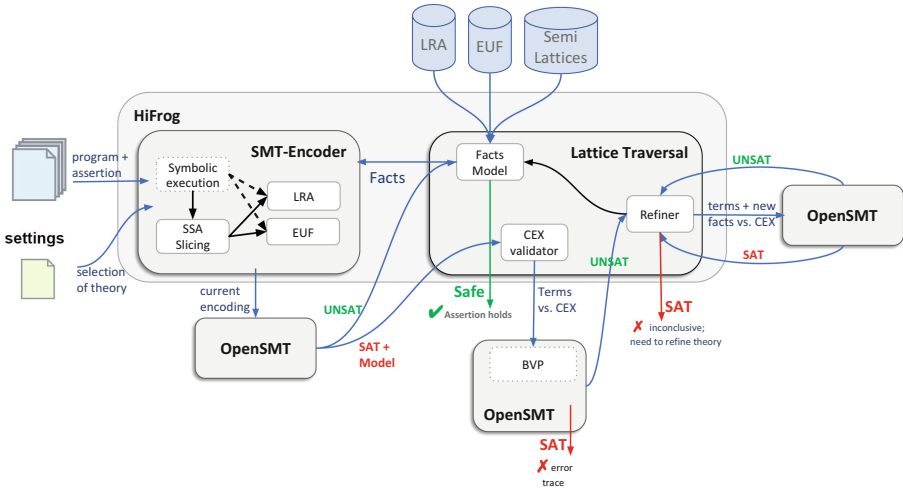 LRA
EUF
Semi
Lattices
HiFrog
SMT-Encoder
Lattice Traversal
program +
assertion
Symbolic
execution
LRA
SSA
Slicing
EUF
Facts
Facts
Model
UNSAT
Refiner
terms + new
facts vs. CEX
OpenSMT
settings
CEX
validator
UNSAT
SAT
selection
of theory
current
encoding
UNSAT
Safe
✔ Assertion holds
Terms
vs. CEX
SAT
✗ inconclusive;
need to refine theory
OpenSMT
SAT +
Model
BVP
OpenSMT
SAT
✗ error
trace